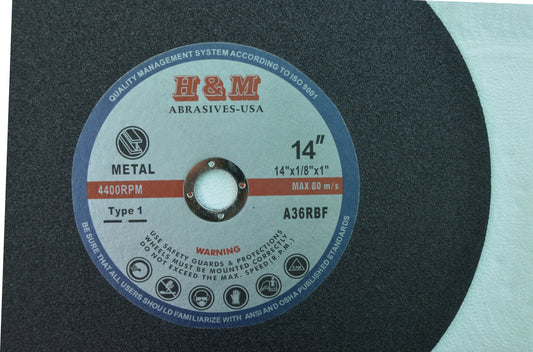 QUALITY MANAGEMENT SYSTEM ACCORDING TO ISO 9001
H&M
ABRASIVES-USA
METAL
14"
14"x1/8"x1"
4400RPM
MAX 80 m/s
Type 1
A36RBF
WARNING
USE SAFETY GUARDS & PROTECTIONS
WHEELS MUST BE MOUNTED CORRECTLY
DO NOT EXCEED THE MAX. SPEED(R.P.M.)
BE SURE THAT ALL USERS SHOULD FAMILIARIZE WITH ANSI AND OSHA PUBLISHED STANDARDS